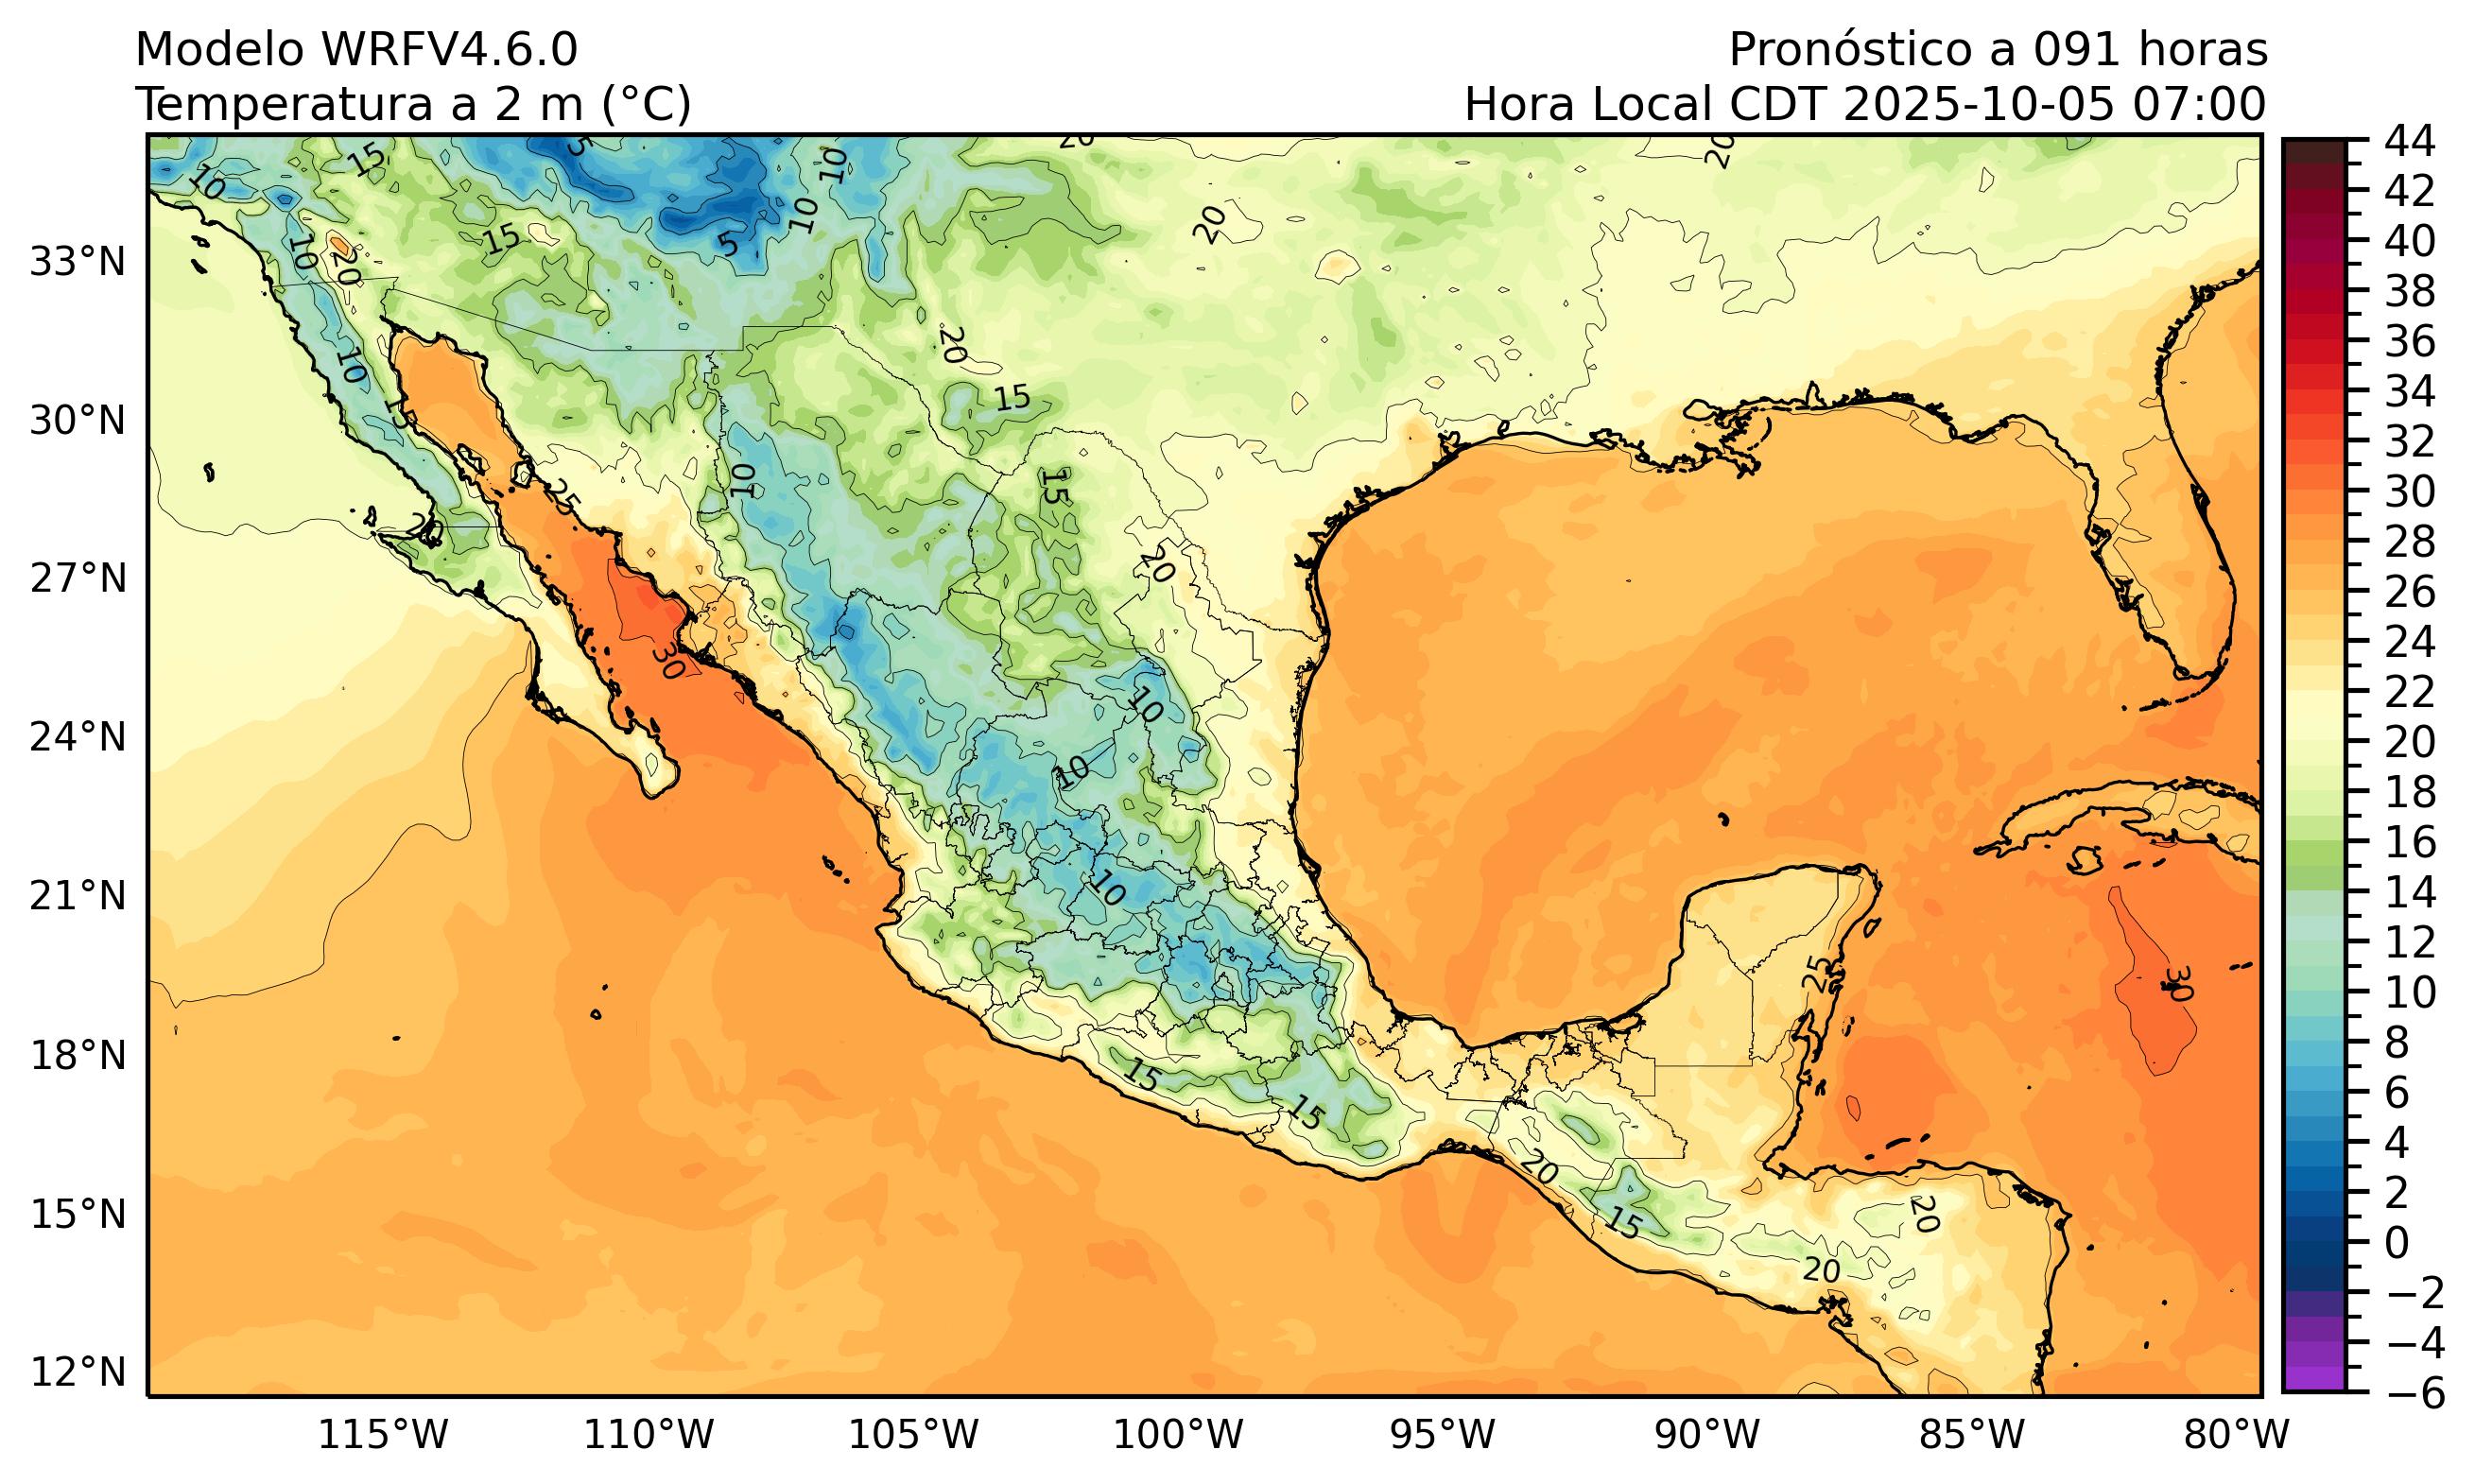 Modelo WRFV4.6.0
Pronóstico a 091 horas
Temperatura a 2 m (°C)
Hora Local CDT 2025-10-05 07:00
33°N
30°N
27°N
24°N
21°N
18°N
15°N
12°N
115°W
110°W
105°W
100°W
95°W
90°W
85°W
80°W
44
42
40
38
36
34
32
30
28
26
24
22
20
18
16
14
12
10
8
6
4
2
0
−2
−4
−6
5
15
10
20
20
10
10
15
5
20
10
20
10
20
15
15
10
15
25
20
20
30
10
10
10
25
30
15
15
20
15
20
20